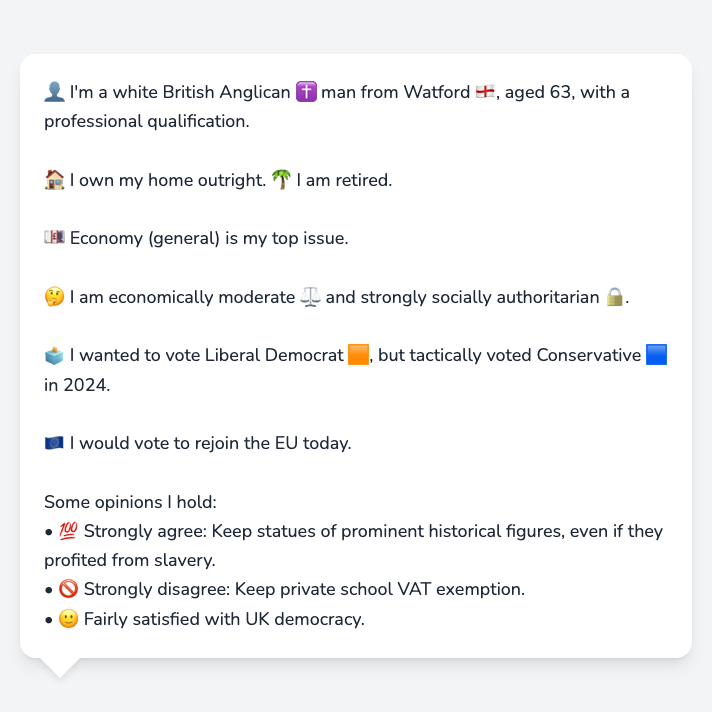 👤 I'm a white British Anglican ✝️ man from Watford 🏴󠁧󠁢󠁥󠁮󠁧󠁿, aged 63, with a
professional qualification.
🏠 I own my home outright. 🌴 I am retired.
💷 Economy (general) is my top issue.
🤔 I am economically moderate ⚖️ and strongly socially authoritarian 🔒.
🗳️ I wanted to vote Liberal Democrat 🟧, but tactically voted Conservative 🟦
in 2024.
🇪🇺 I would vote to rejoin the EU today.
Some opinions I hold:
• 💯 Strongly agree: Keep statues of prominent historical figures, even if they
profited from slavery.
• 🚫 Strongly disagree: Keep private school VAT exemption.
• 🙂 Fairly satisfied with UK democracy.